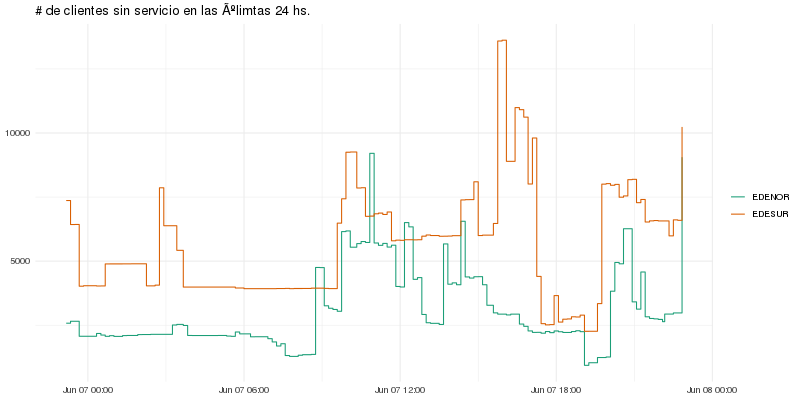 # de clientes sin servicio en las Ãºlimtas 24 hs.
10000
5000
EDENOR
EDESUR
Jun 07 00:00
Jun 07 06:00
Jun 07 12:00
Jun 07 18:00
Jun 08 00:00